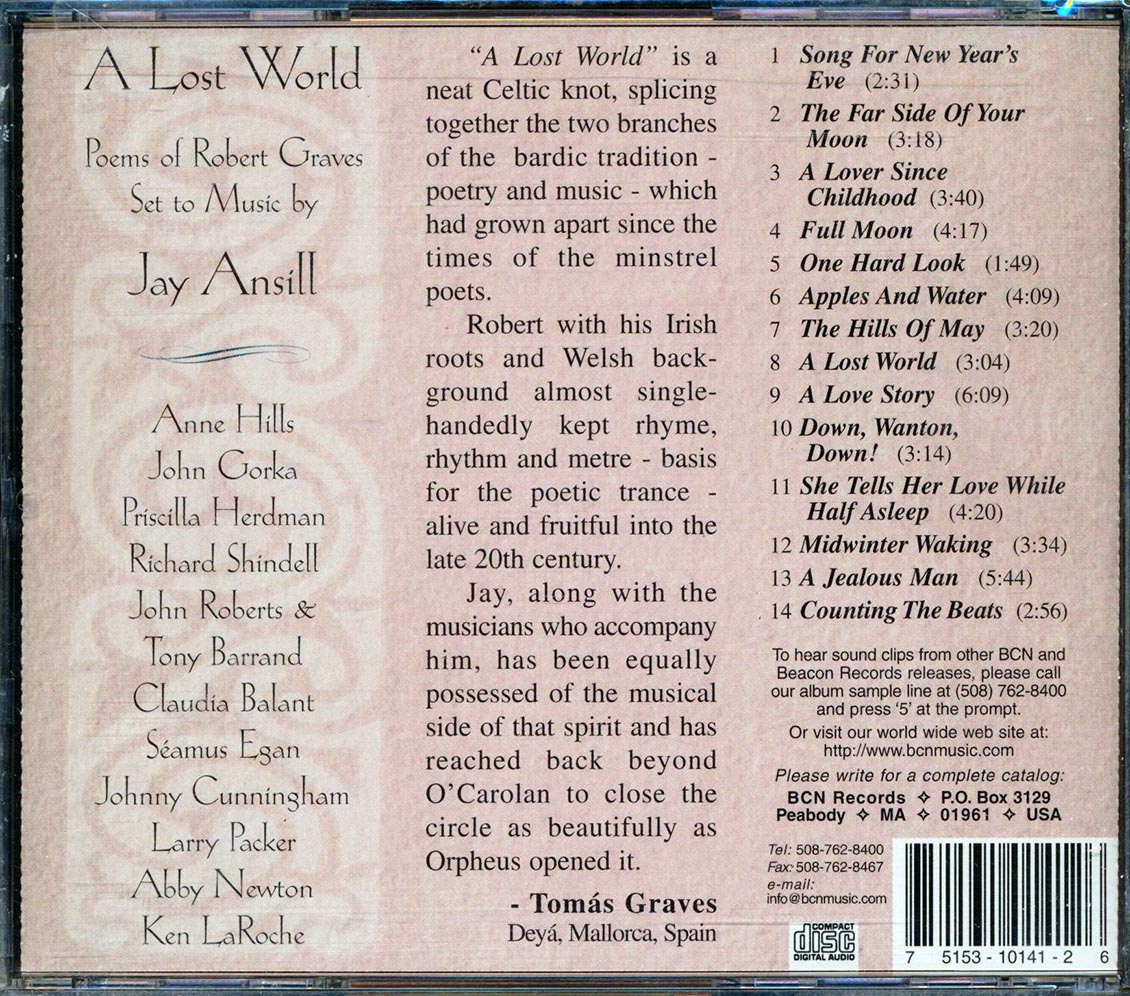 A Lost World
Poems of Robert Graves
Set to Music by
Jay Ansill
Anne Hills
John Gorka
Priscilla Herdman
Richard Shindell
John Roberts &
Tony Barrand
Claudia Balant
Séamus Egan
Johnny Cunningham
Larry Packer
Abby Newton
Ken LaRoche
“A Lost World” is a
neat Celtic knot, splicing
together the two branches
of the bardic tradition -
poetry and music - which
had grown apart since the
times of the minstrel
poets.
Robert with his Irish
roots and Welsh back-
ground almost single-
handedly kept rhyme,
rhythm and metre - basis
for the poetic trance -
alive and fruitful into the
late 20th century.
Jay, along with the
musicians who accompany
him, has been equally
possessed of the musical
side of that spirit and has
reached back beyond
O'Carolan to close the
circle as beautifully as
Orpheus opened it.
- Tomás Graves
Deyá, Mallorca, Spain
1 Song For New Year's
Eve (2:31)
2 The Far Side Of Your
Moon (3:18)
3 A Lover Since
Childhood (3:40)
4 Full Moon (4:17)
5 One Hard Look (1:49)
6 Apples And Water (4:09)
7 The Hills Of May (3:20)
8 A Lost World (3:04)
9 A Love Story (6:09)
10 Down, Wanton,
Down! (3:14)
11 She Tells Her Love While
Half Asleep (4:20)
12 Midwinter Waking (3:34)
13 A Jealous Man (5:44)
14 Counting The Beats (2:56)
To hear sound clips from other BCN and
Beacon Records releases, please call
our album sample line at (508) 762-8400
and press ‘5’ at the prompt.
Or visit our world wide web site at:
http://www.bcnmusic.com
Please write for a complete catalog:
BCN Records ✧ P.O. Box 3129
Peabody ✧ MA ✧ 01961 ✧ USA
Tel: 508-762-8400
Fax: 508-762-8467
e-mail:
info@bcnmusic.com
COMPACT
disc
DIGITAL AUDIO
7 5153 - 10141 - 2 6